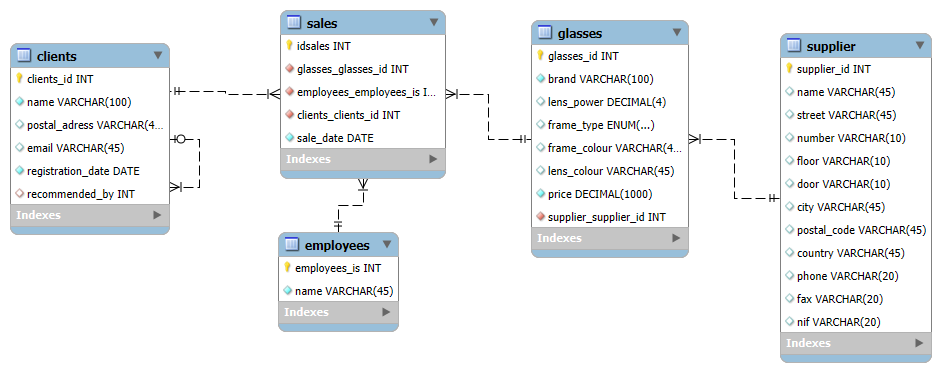 clients
clients_id INT
name VARCHAR(100)
postal_adress VARCHAR(4...
email VARCHAR(45)
registration_date DATE
recommended_by INT
Indexes
sales
idsales INT
glasses_glasses_id INT
employees_employees_is I...
clients_clients_id INT
sale_date DATE
Indexes
employees
employees_is INT
name VARCHAR(45)
Indexes
glasses
glasses_id INT
brand VARCHAR(100)
lens_power DECIMAL(4)
frame_type ENUM(...)
frame_colour VARCHAR(4...
lens_colour VARCHAR(45)
price DECIMAL(1000)
supplier_supplier_id INT
Indexes
supplier
supplier_id INT
name VARCHAR(45)
street VARCHAR(45)
number VARCHAR(10)
floor VARCHAR(10)
door VARCHAR(10)
city VARCHAR(45)
postal_code VARCHAR(45)
country VARCHAR(45)
phone VARCHAR(20)
fax VARCHAR(20)
nif VARCHAR(20)
Indexes